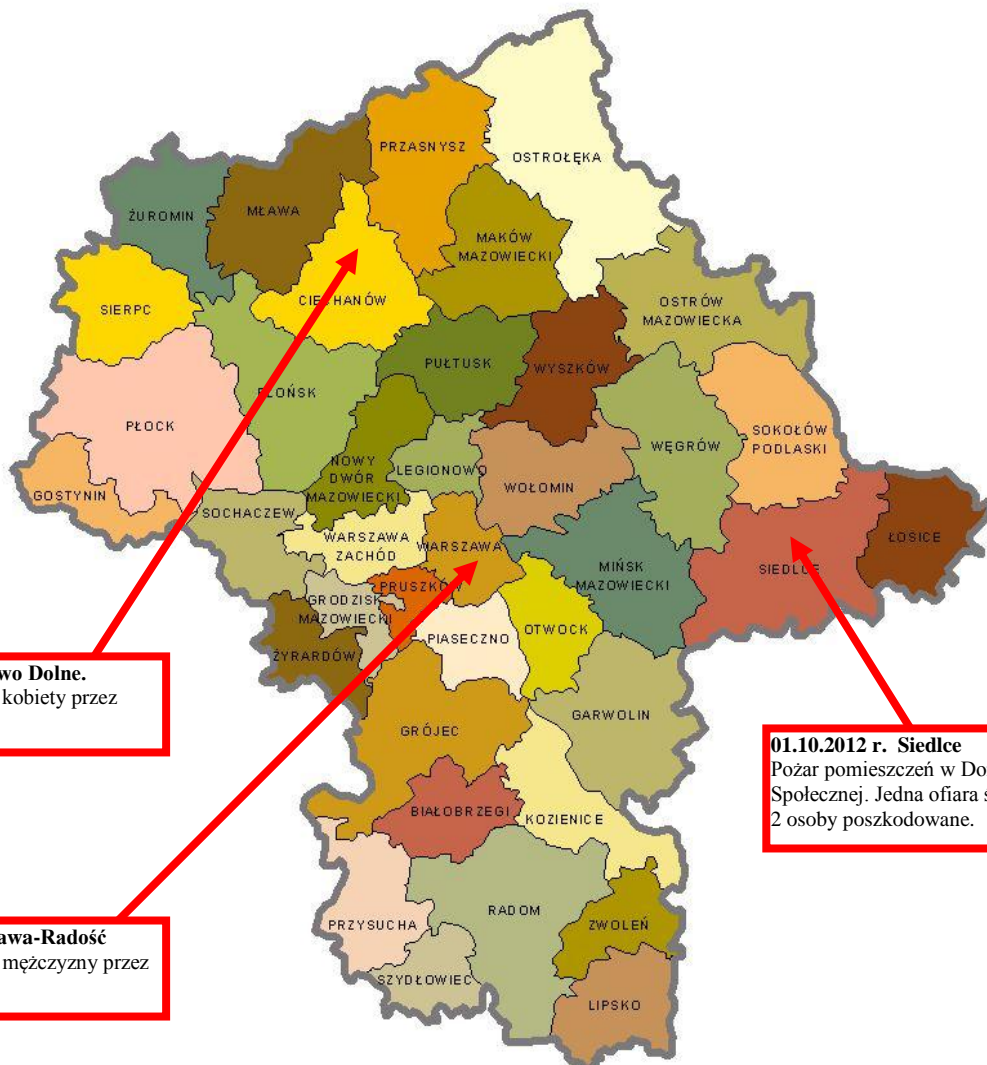 PRZASNYSZ
OSTROŁĘKA
ŻUROMIN
MŁAWA
MAKÓW
MAZOWIECKI
SIERPC
CIECHANÓW
OSTRÓW
MAZOWIECKA
PUŁTUSK
WYSZKÓW
PŁOŃSK
PŁOCK
SOKOŁÓW
PODLASKI
WĘGRÓW
NOWY
DWÓR
MAZOWIECKI
LEGIONOWO
WOŁOMIN
GOSTYNIN
SOCHACZEW
WARSZAWA
ZACHÓD
WARSZAWA
ŁOSICE
MIŃSK
MAZOWIECKI
SIEDLCE
PRUSZKÓW
GRODZISK
MAZOWIECKI
PIASECZNO
OTWOCK
ŻYRARDÓW
wo Dolne.
kobiety przez
GARWOLIN
GRÓJEC
01.10.2012 r. Siedlce
Pożar pomieszczeń w Do
Społecznej. Jedna ofiara s
2 osoby poszkodowane.
BIAŁOBRZEGI
KOZIENICE
RADOM
PRZYSUCHA
ZWOLEŃ
awa-Radość
mężczyzny przez
SZYDŁOWIEC
LIPSKO